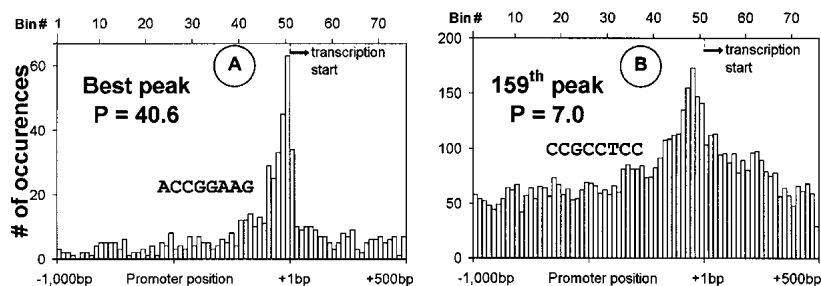 Bin# 1 10 20 30 40 50 60 70
A
transcription start
Best peak
P = 40.6
ACCGGAAG
# of occurences
60
40
20
0
-1,000bp Promoter position +1bp +500bp
Bin # 1 10 20 30 40 50 60 70
B
transcription start
159th peak
P = 7.0
CCGCCTCC
200
150
100
50
0
-1,000bp Promoter position +1bp +500bp